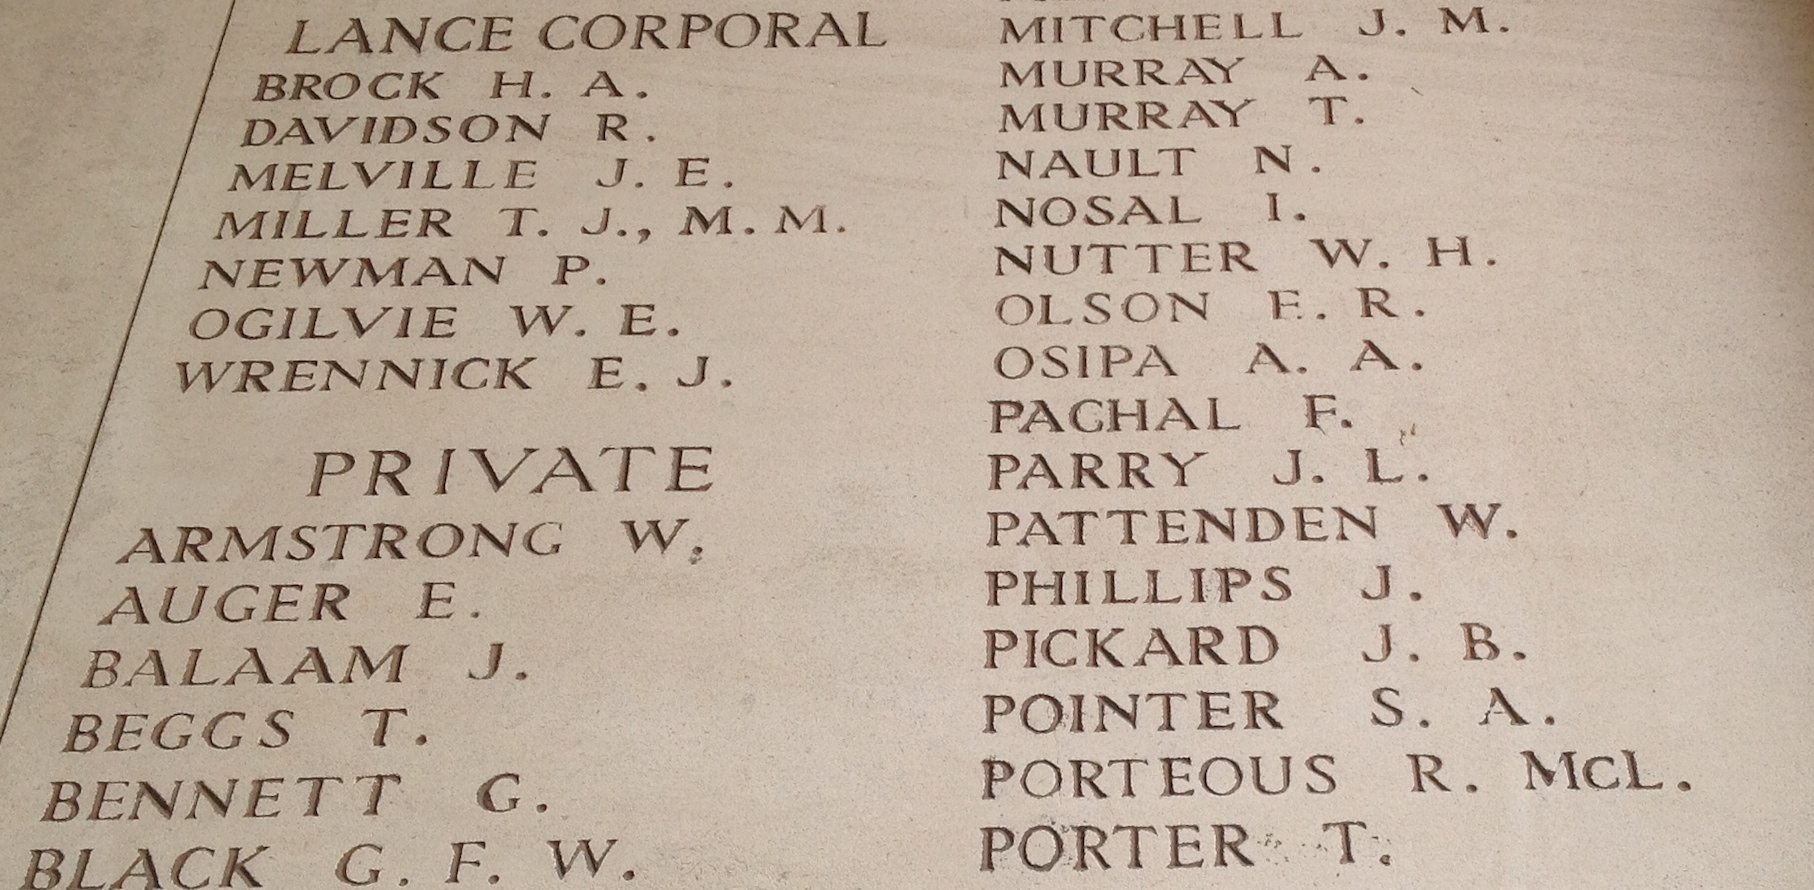 LANCE CORPORAL
BROCK H. A.
DAVIDSON R.
MELVILLE J. E.
MILLER T. J., M. M.
NEWMAN P.
OGILVIE W. E.
WRENNICK E. J.
PRIVATE
ARMSTRONG W.
AUGER E.
BALAAM J.
BEGGS T.
BENNETT G.
BLACK G. F. W.
MITCHELL J. M.
MURRAY A.
MURRAY T.
NAULT N.
NOSAL I.
NUTTER W. H.
OLSON E. R.
OSIPA A. A.
PACHAL F.
PARRY J. L.
PATTENDEN W.
PHILLIPS J.
PICKARD J. B.
POINTER S. A.
PORTEOUS R. McL.
PORTER T.